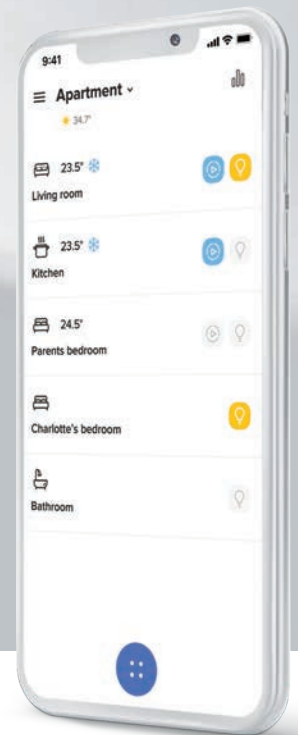 9:41
Apartment
34.7°
23.5°
Living room
23.5°
Kitchen
24.5°
Parents bedroom
Charlotte's bedroom
Bathroom